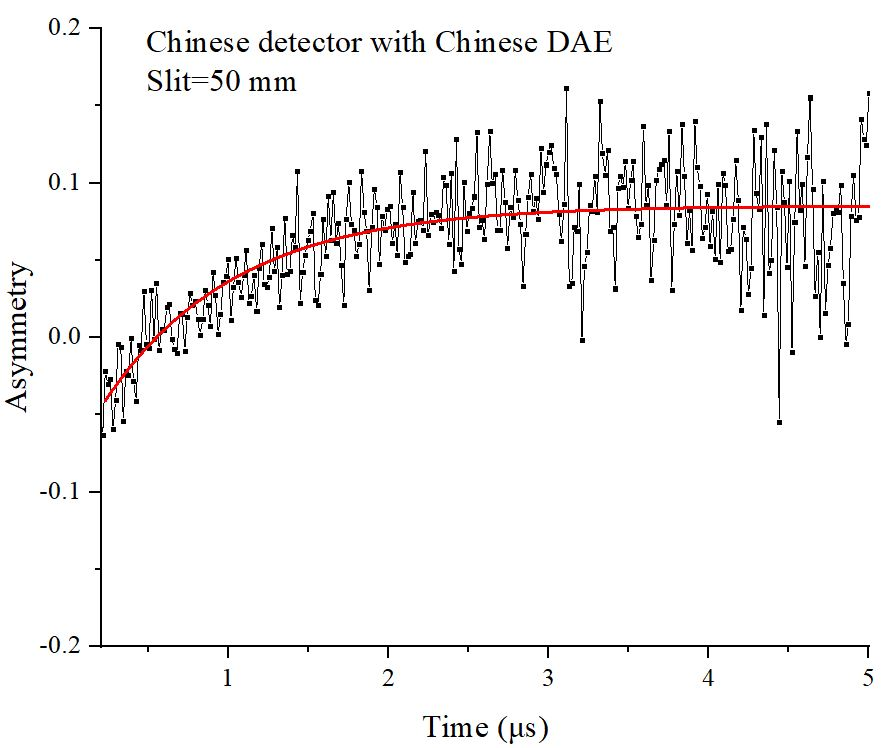 Chinese detector with Chinese DAE
Slit=50 mm
0.2
0.1
0.0
-0.1
-0.2
Asymmetry
1 2 3 4 5
Time (μs)